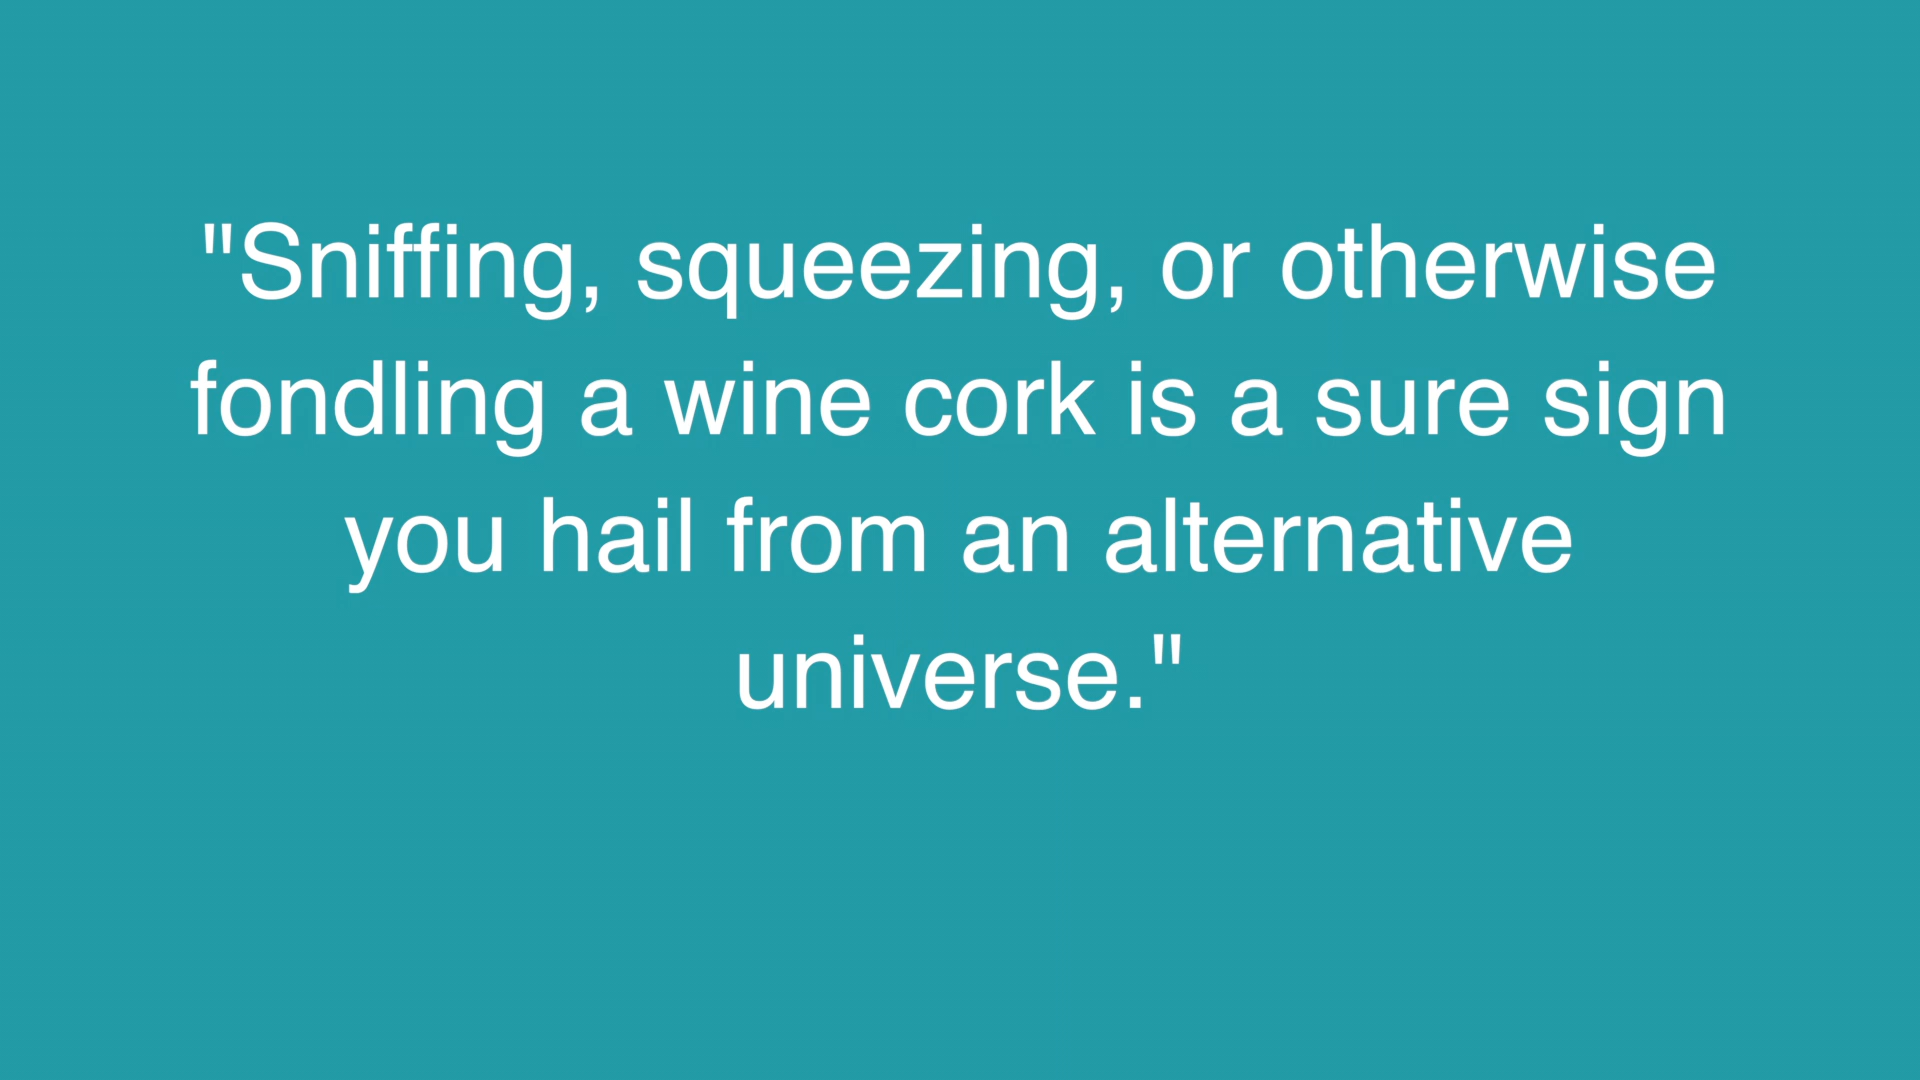 "Sniffing, squeezing, or otherwise
fondling a wine cork is a sure sign
you hail from an alternative
universe."